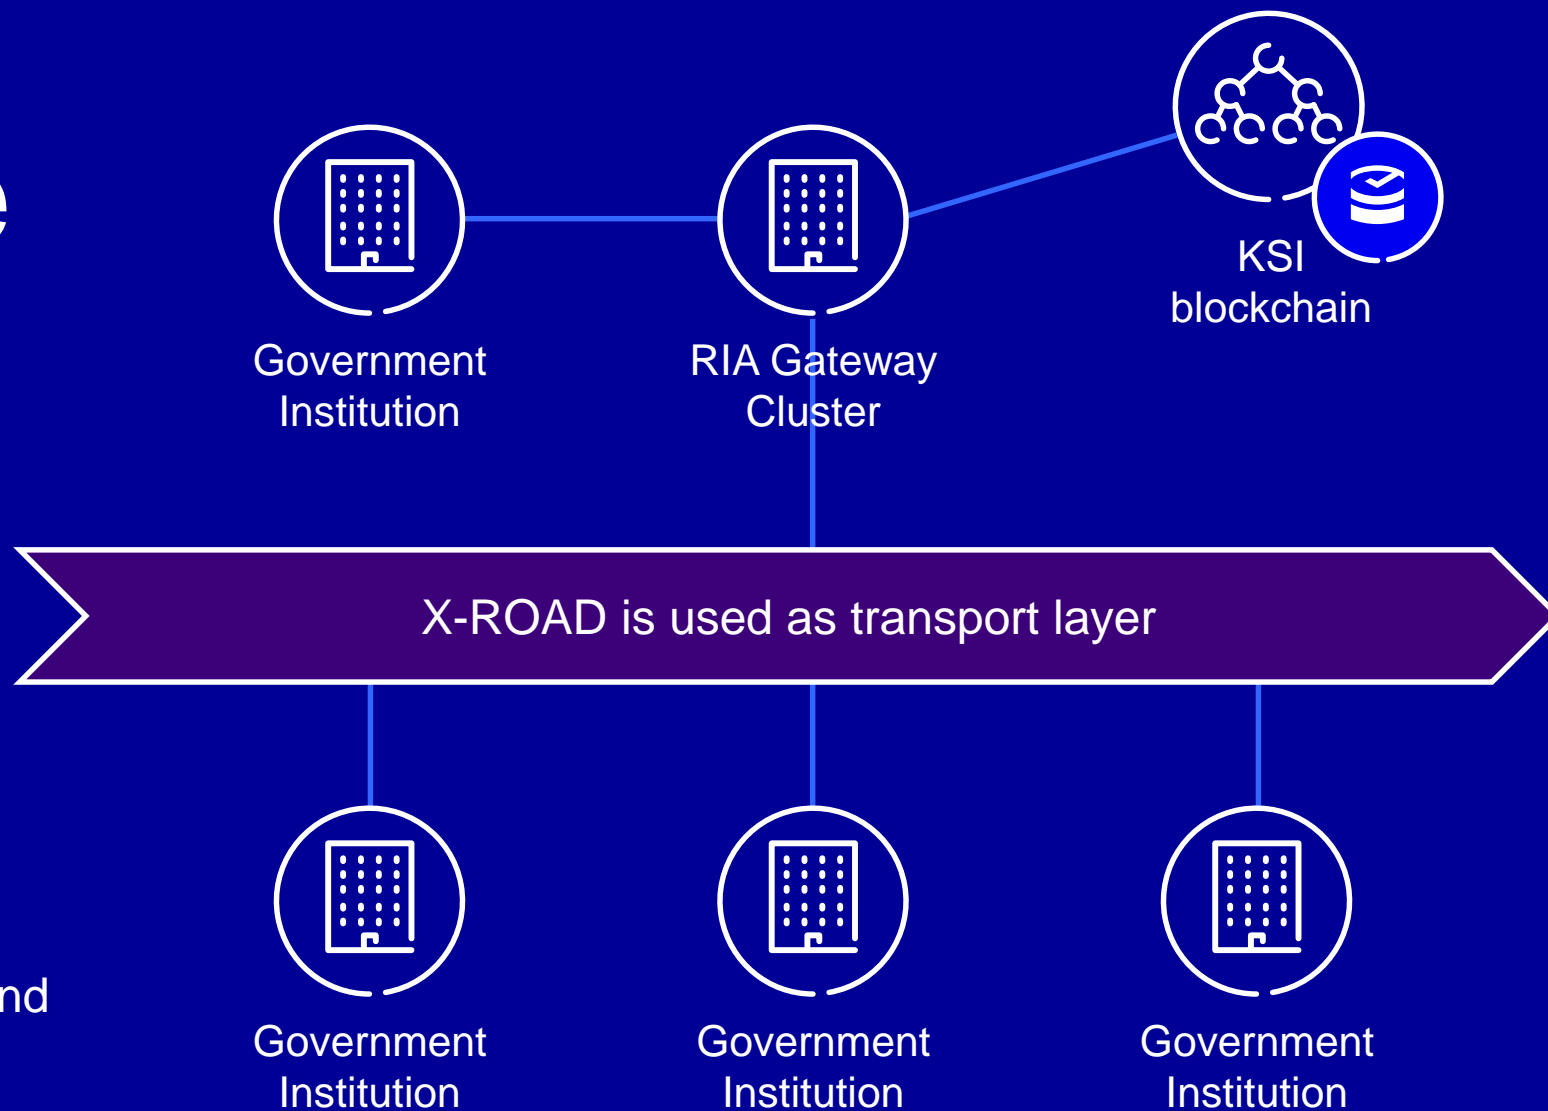 e
KSI
blockchain
Government
Institution
RIA Gateway
Cluster
X-ROAD is used as transport layer
nd
Government
Institution
Government
Institution
Government
Institution